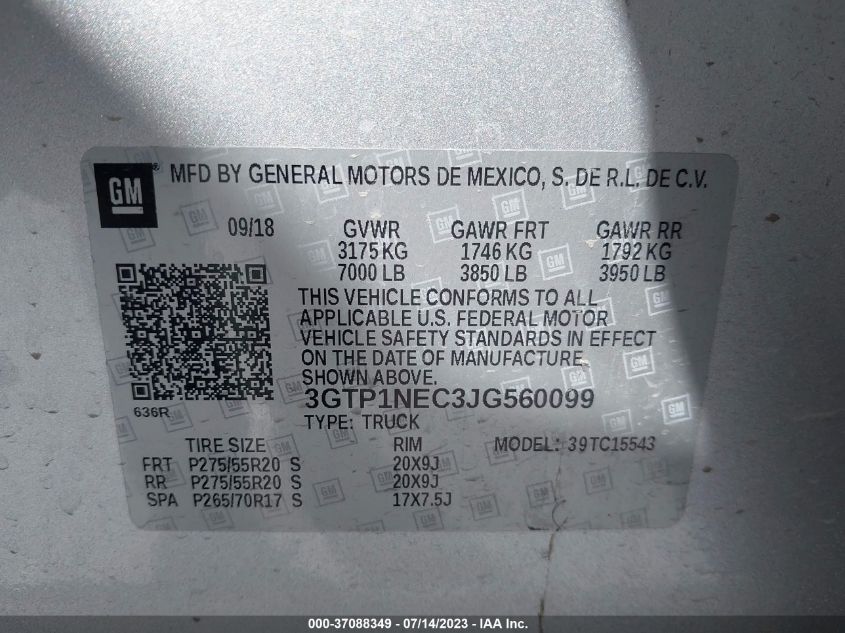 GM ® MFD BY GENERAL MOTORS DE MEXICO, S. DE R.L. DE C.V.
09/18 GVWR GAWR FRT GAWR RR
3175 KG 1746 KG 1792 KG
7000 LB 3850 LB 3950 LB
THIS VEHICLE CONFORMS TO ALL
APPLICABLE U.S. FEDERAL MOTOR
VEHICLE SAFETY STANDARDS IN EFFECT
ON THE DATE OF MANUFACTURE
SHOWN ABOVE.
3GTP1NEC3JG560099
636R
TYPE: TRUCK
TIRE SIZE RIM MODEL: 39TC15543
FRT P275/55R20 S 20X9J
RR P275/55R20 S 20X9J
SPA P265/70R17 S 17X7.5J
000-37088349 / 07/14/2023 - IAA Inc.